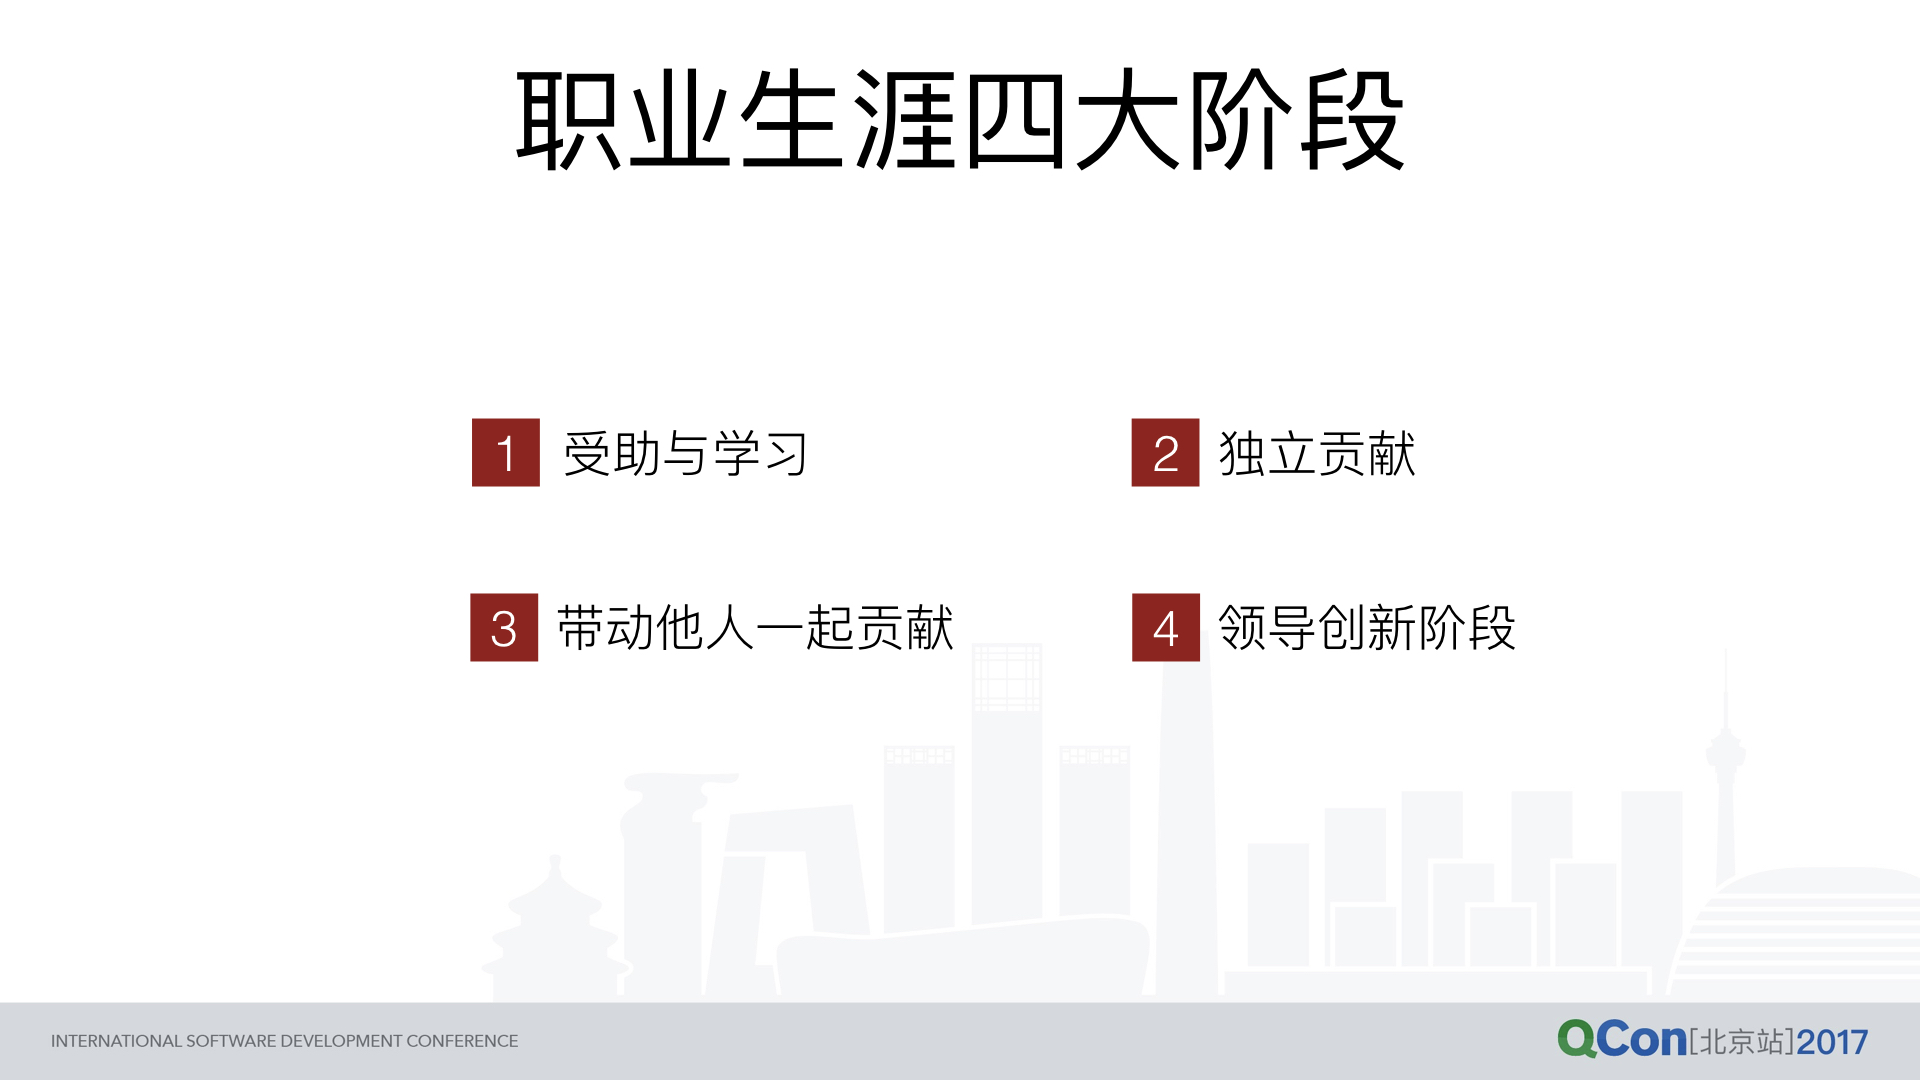 职业生涯四大阶段
1 受助与学习
2 独立贡献
3 带动他人一起贡献
4 领导创新阶段
INTERNATIONAL SOFTWARE DEVELOPMENT CONFERENCE
QCon[北京站]2017